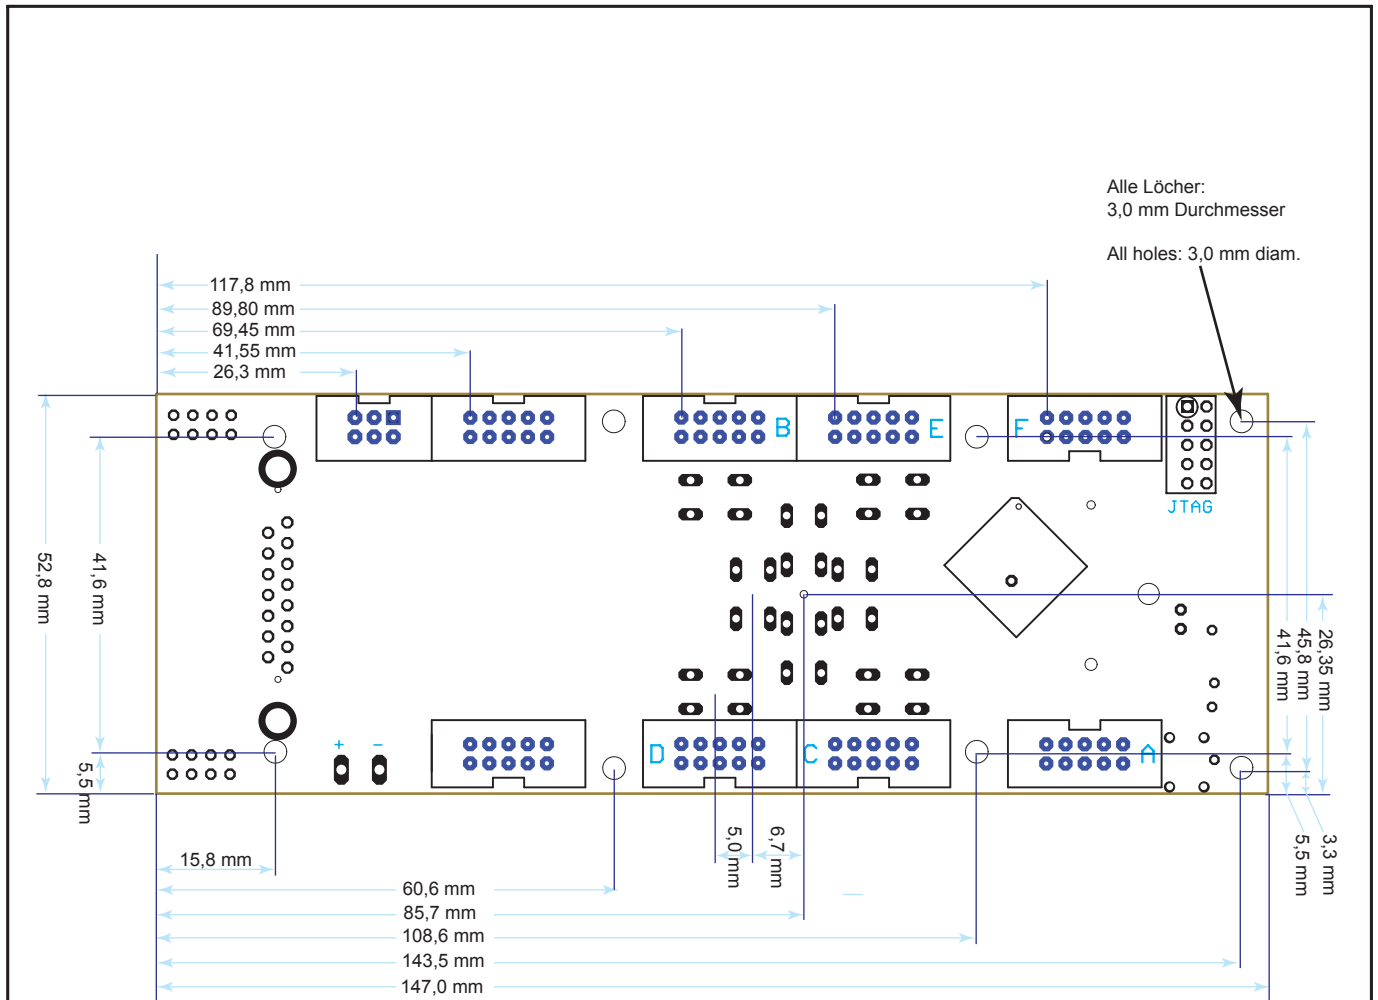 Alle Löcher:
3,0 mm Durchmesser
All holes: 3,0 mm diam.
117,8 mm
89,80 mm
69,45 mm
41,55 mm
26,3 mm
B
E
F
JTAG
52,8 mm
41,6 mm
5,5 mm
41,6 mm
45,8 mm
26,35 mm
+
-
D
C
A
5,0 mm
6,7 mm
5,5 mm
3,3 mm
15,8 mm
60,6 mm
85,7 mm
108,6 mm
143,5 mm
147,0 mm